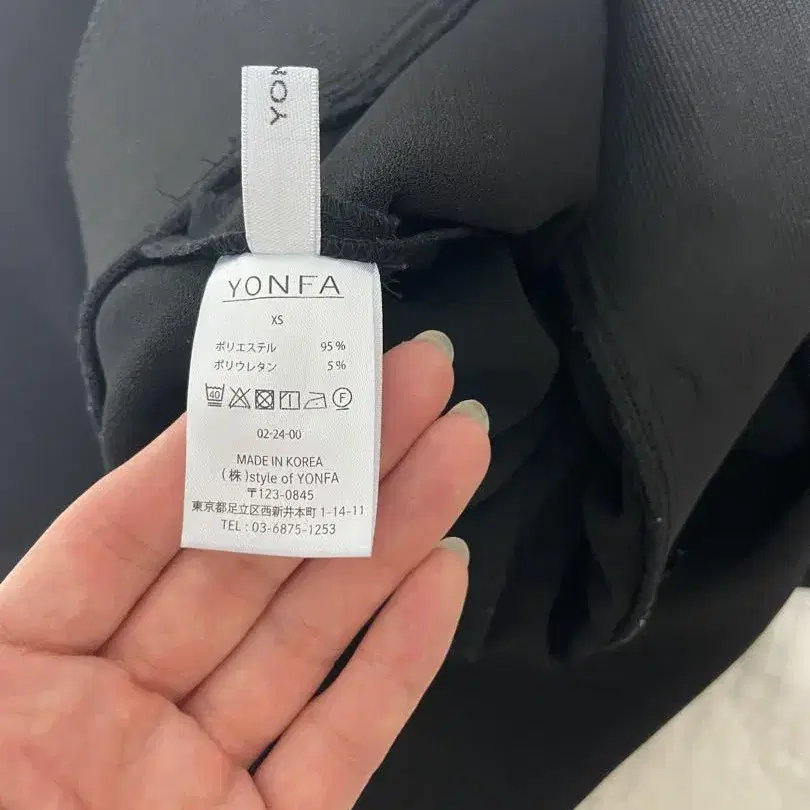 YON
YONFA
XS
ポリエステル 95%
ポリウレタン 5%
40 F
02-24-00
MADE IN KOREA
(株)style of YONFA
〒123-0845
東京都足立区西新井本町1-14-11
TEL : 03-6875-1253